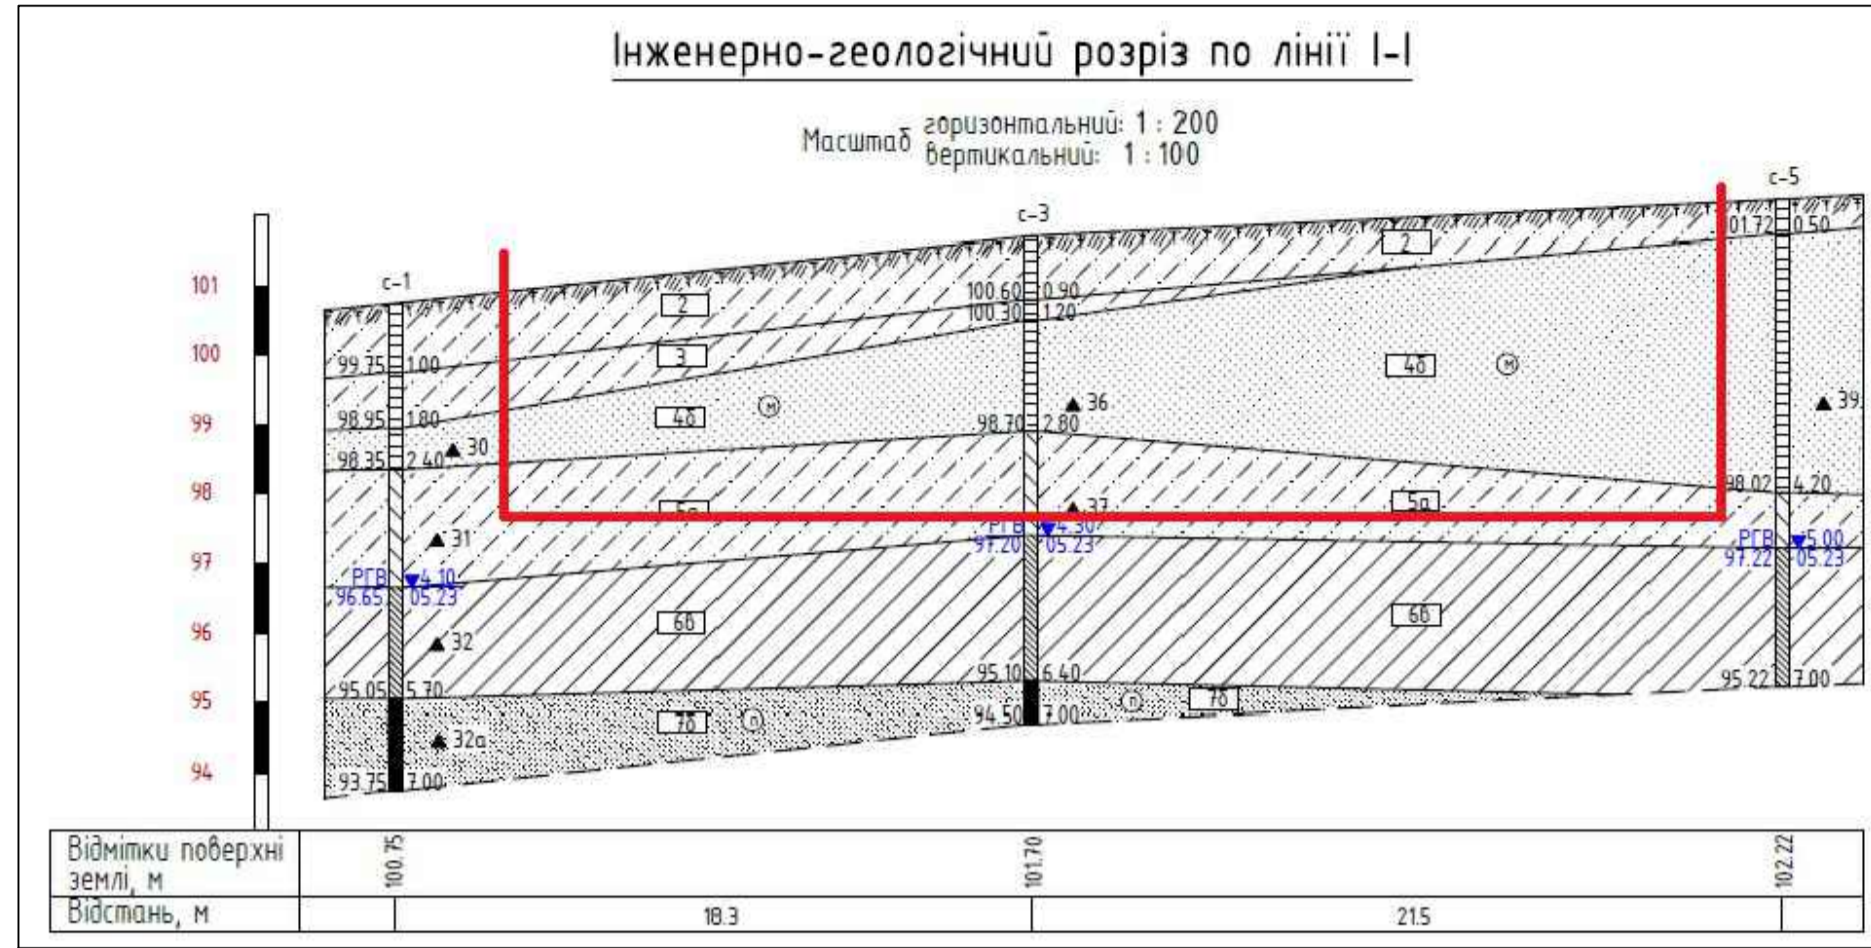 Інженерно-геологічний розріз по лінії І-І
Масштаб горизонтальний: 1 : 200
вертикальний: 1 : 100
с-5
с-3
с-1
101
100
99
98
97
96
95
94
01.72 0.50
2
100.60 0.90
100.30 1.20
2
3
99.75 1.00
4б м
36
39
98.95 1.80
4б м
98.70 2.80
30
98.35 2.40
98.02 4.20
5а
37
31
РГВ 4.30
97.20 05.23
РГВ 5.00
97.22 05.23
РГВ 4.10
96.65 05.23
6б
6б
32
95.10 6.40
95.22 7.00
95.05 5.70
7б п
7б п
94.50 7.00
32а
93.75 7.00
Відмітки поверхні
землі, м
100.75
101.70
102.22
Відстань, м
18.3
21.5